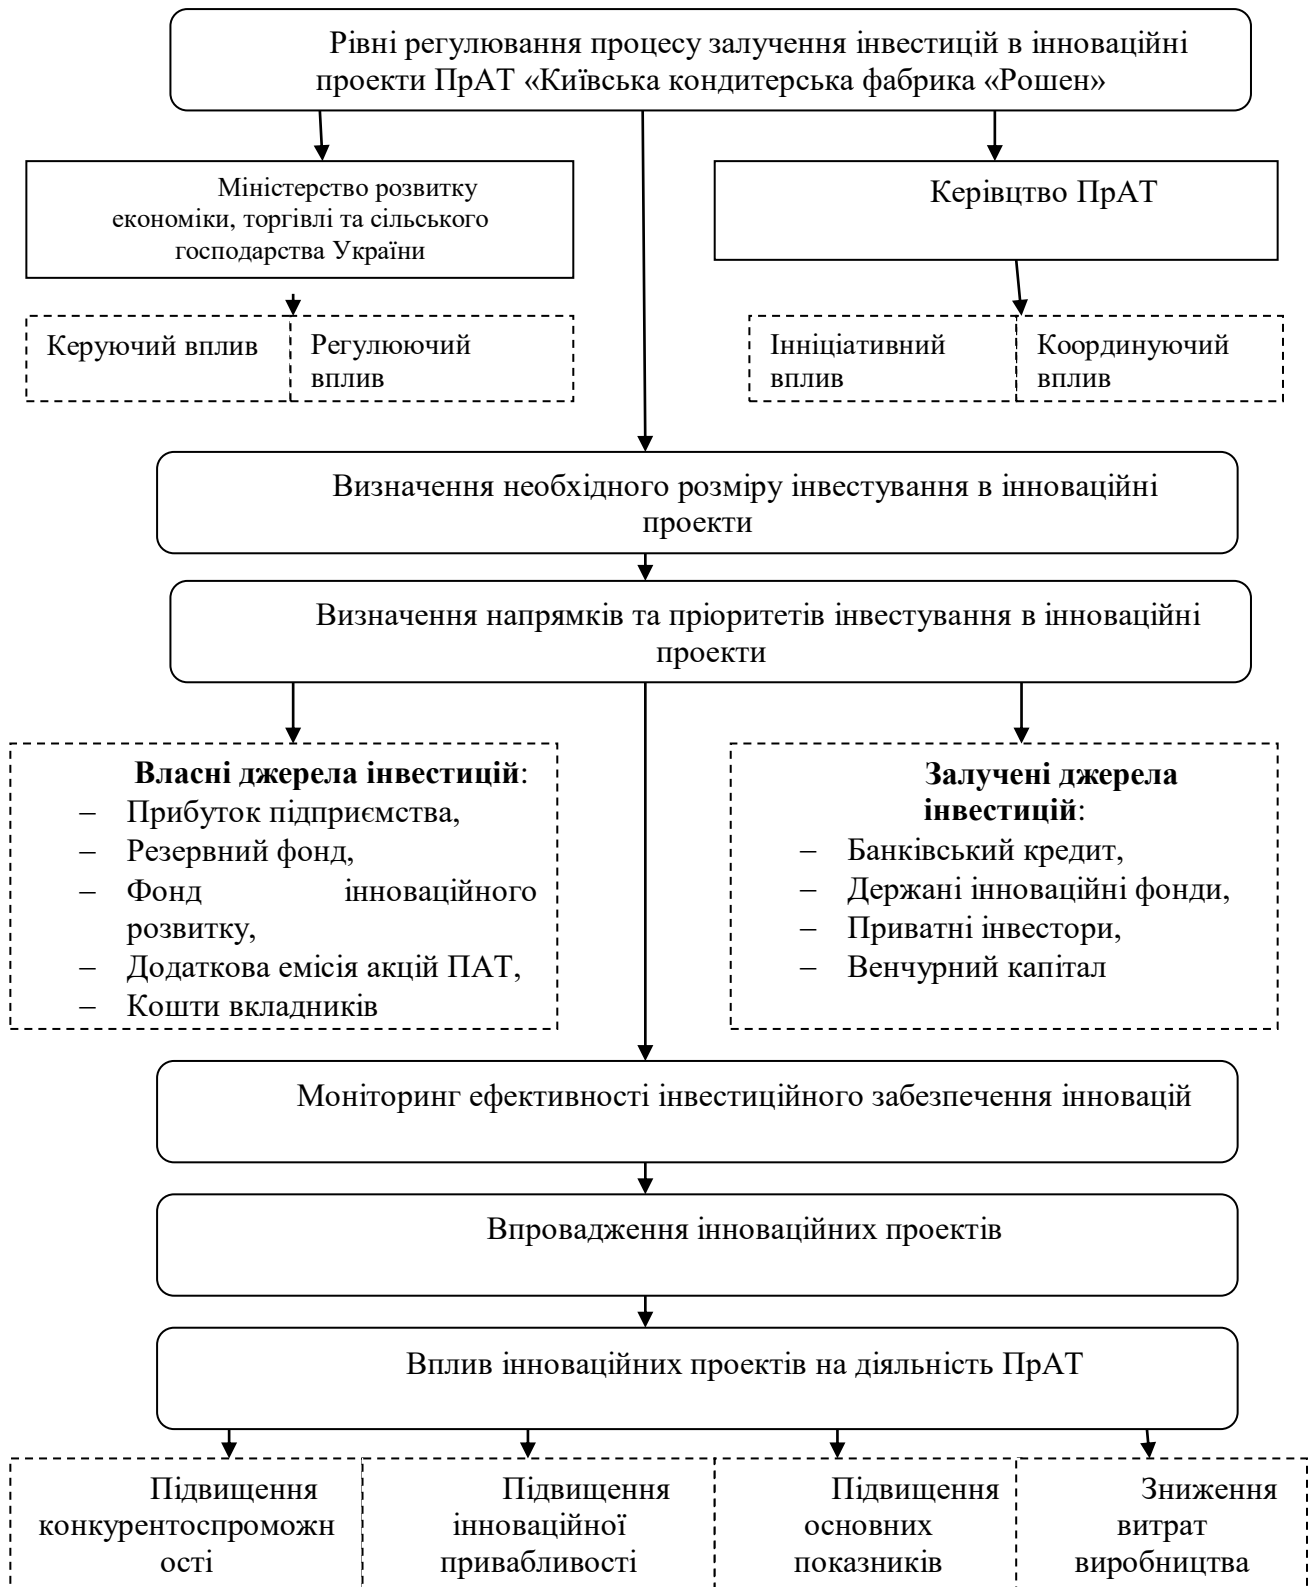 Рівні регулювання процесу залучення інвестицій в інноваційні
проекти ПрАТ «Київська кондитерська фабрика «Рошен»
Міністерство розвитку
економіки, торгівлі та сільського
господарства України
Керівцтво ПрАТ
Керуючий вплив
Регулюючий
вплив
Інніціативний
вплив
Координуючий
вплив
Визначення необхідного розміру інвестування в інноваційні
проекти
Визначення напрямків та пріоритетів інвестування в інноваційні
проекти
Власні джерела інвестицій:
– Прибуток підприємства,
– Резервний фонд,
– Фонд інноваційного
розвитку,
– Додаткова емісія акцій ПАТ,
– Кошти вкладників
Залучені джерела
інвестицій:
– Банківський кредит,
– Держані інноваційні фонди,
– Приватні інвестори,
– Венчурний капітал
Моніторинг ефективності інвестиційного забезпечення інновацій
Впровадження інноваційних проектів
Вплив інноваційних проектів на діяльність ПрАТ
Підвищення
конкурентоспроможн
ості
Підвищення
інноваційної
привабливості
Підвищення
основних
показників
Зниження
витрат
виробництва